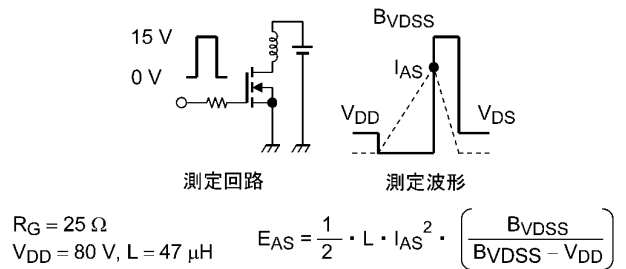 15 V
0 V
測定回路
BVDSS
IAS
VDD
VDS
測定波形
RG = 25 Ω
VDD = 80 V, L = 47 μH
EAS = 1/2 ・ L ・ IAS² ・ ( BVDSS / (BVDSS − VDD) )